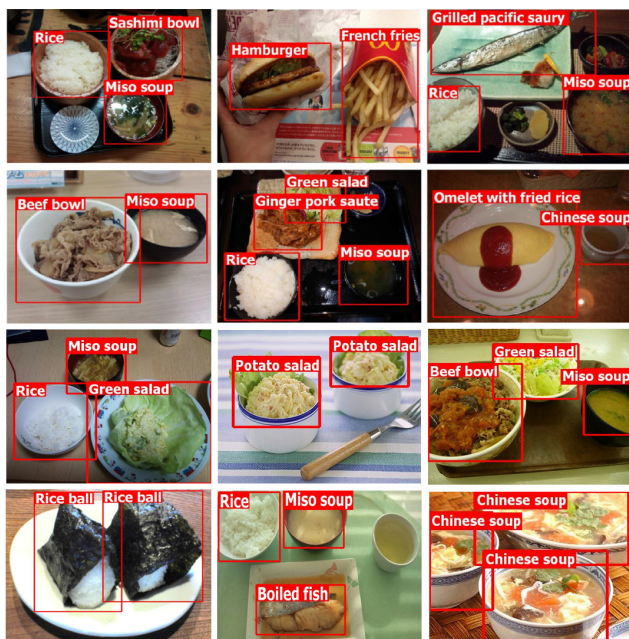 Sashimi bowl
Rice
Miso soup
Hamburger
French fries
Grilled pacific saury
Rice
Miso soup
Beef bowl
Miso soup
Green salad
Ginger pork saute
Rice
Miso soup
Omelet with fried rice
Chinese soup
Miso soup
Rice
Green salad
Potato salad
Potato salad
Green salad
Beef bowl
Miso soup
Rice ball
Rice ball
Rice
Miso soup
Boiled fish
Chinese soup
Chinese soup
Chinese soup